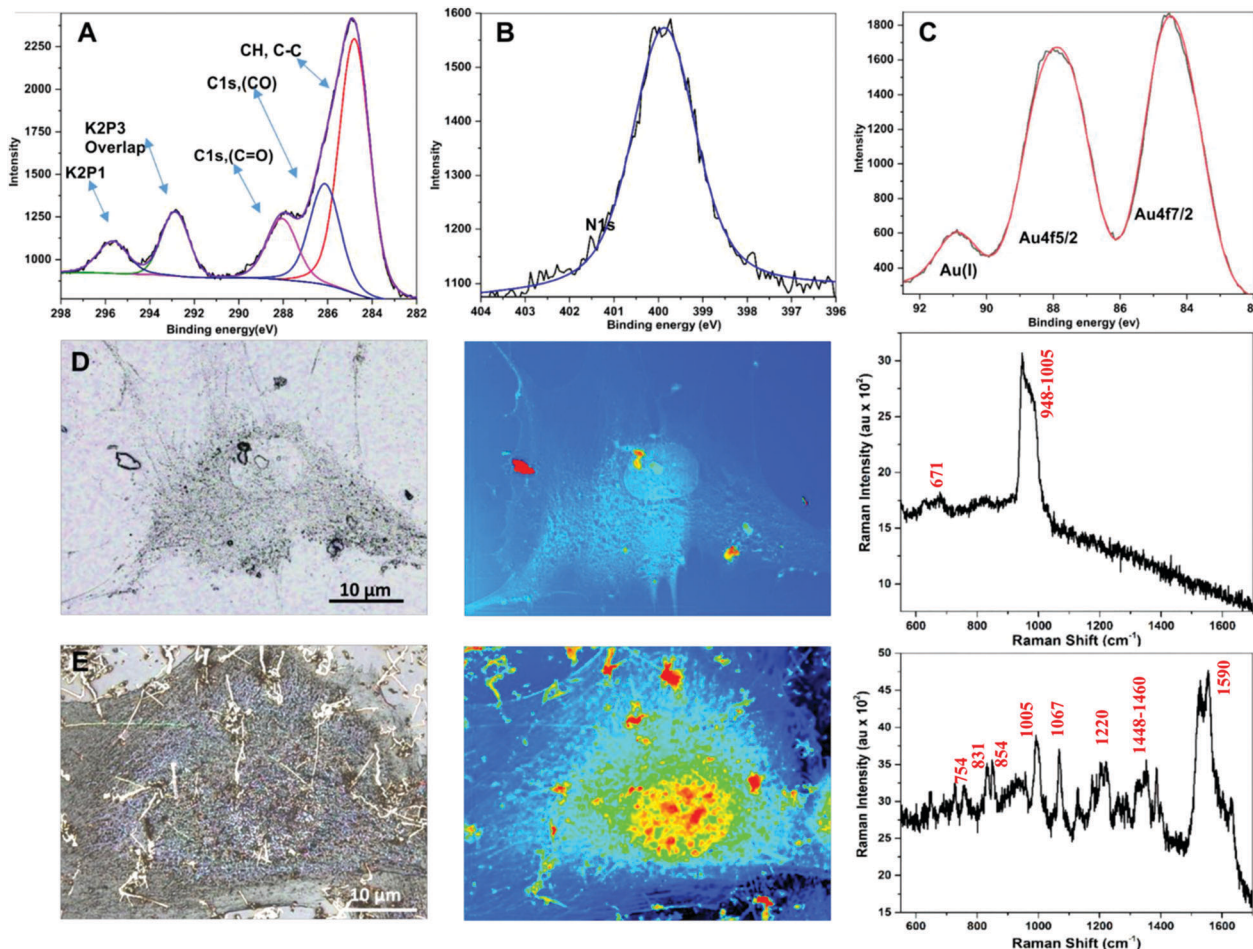 A
2250
2000
1750
1500
1250
1000
Intensity
CH, C-C
C1s,(CO)
K2P3
Overlap
C1s,(C=O)
K2P1
298 296 294 292 290 288 286 284 282
Binding energy(eV)
B
1600
1500
1400
1300
1200
1100
Intensity
N1s
404 403 402 401 400 399 398 397 396
Binding energy (eV)
C
1800
1600
1400
1200
1000
800
600
400
Intensity
Au4f7/2
Au4f5/2
Au(I)
92 90 88 86 84
Binding energy (ev)
D
10 µm
30
25
20
15
10
Raman Intensity (au x 10²)
948-1005
671
600 800 1000 1200 1400 1600
Raman Shift (cm⁻¹)
E
10 µm
50
45
40
35
30
25
20
15
Raman Intensity (au x 10²)
754
831
854
1005
1067
1220
1448-1460
1590
600 800 1000 1200 1400 1600
Raman Shift (cm⁻¹)